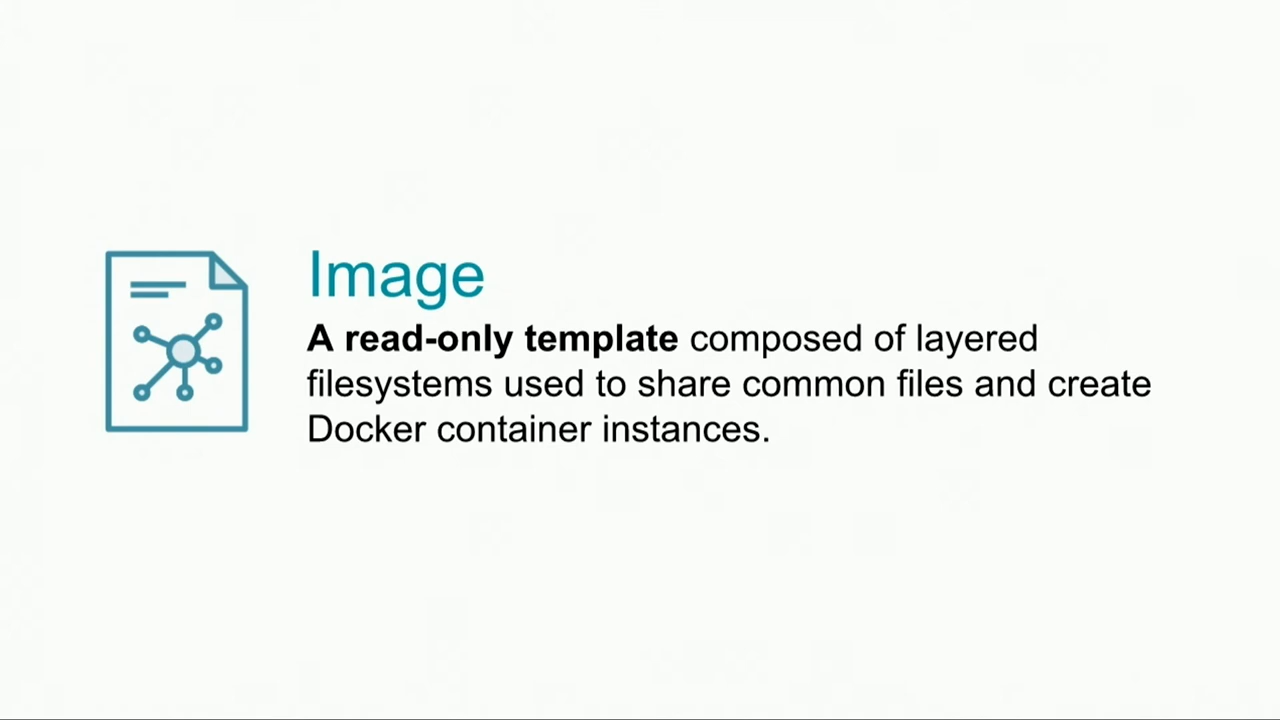 Image
A read-only template composed of layered
filesystems used to share common files and create
Docker container instances.